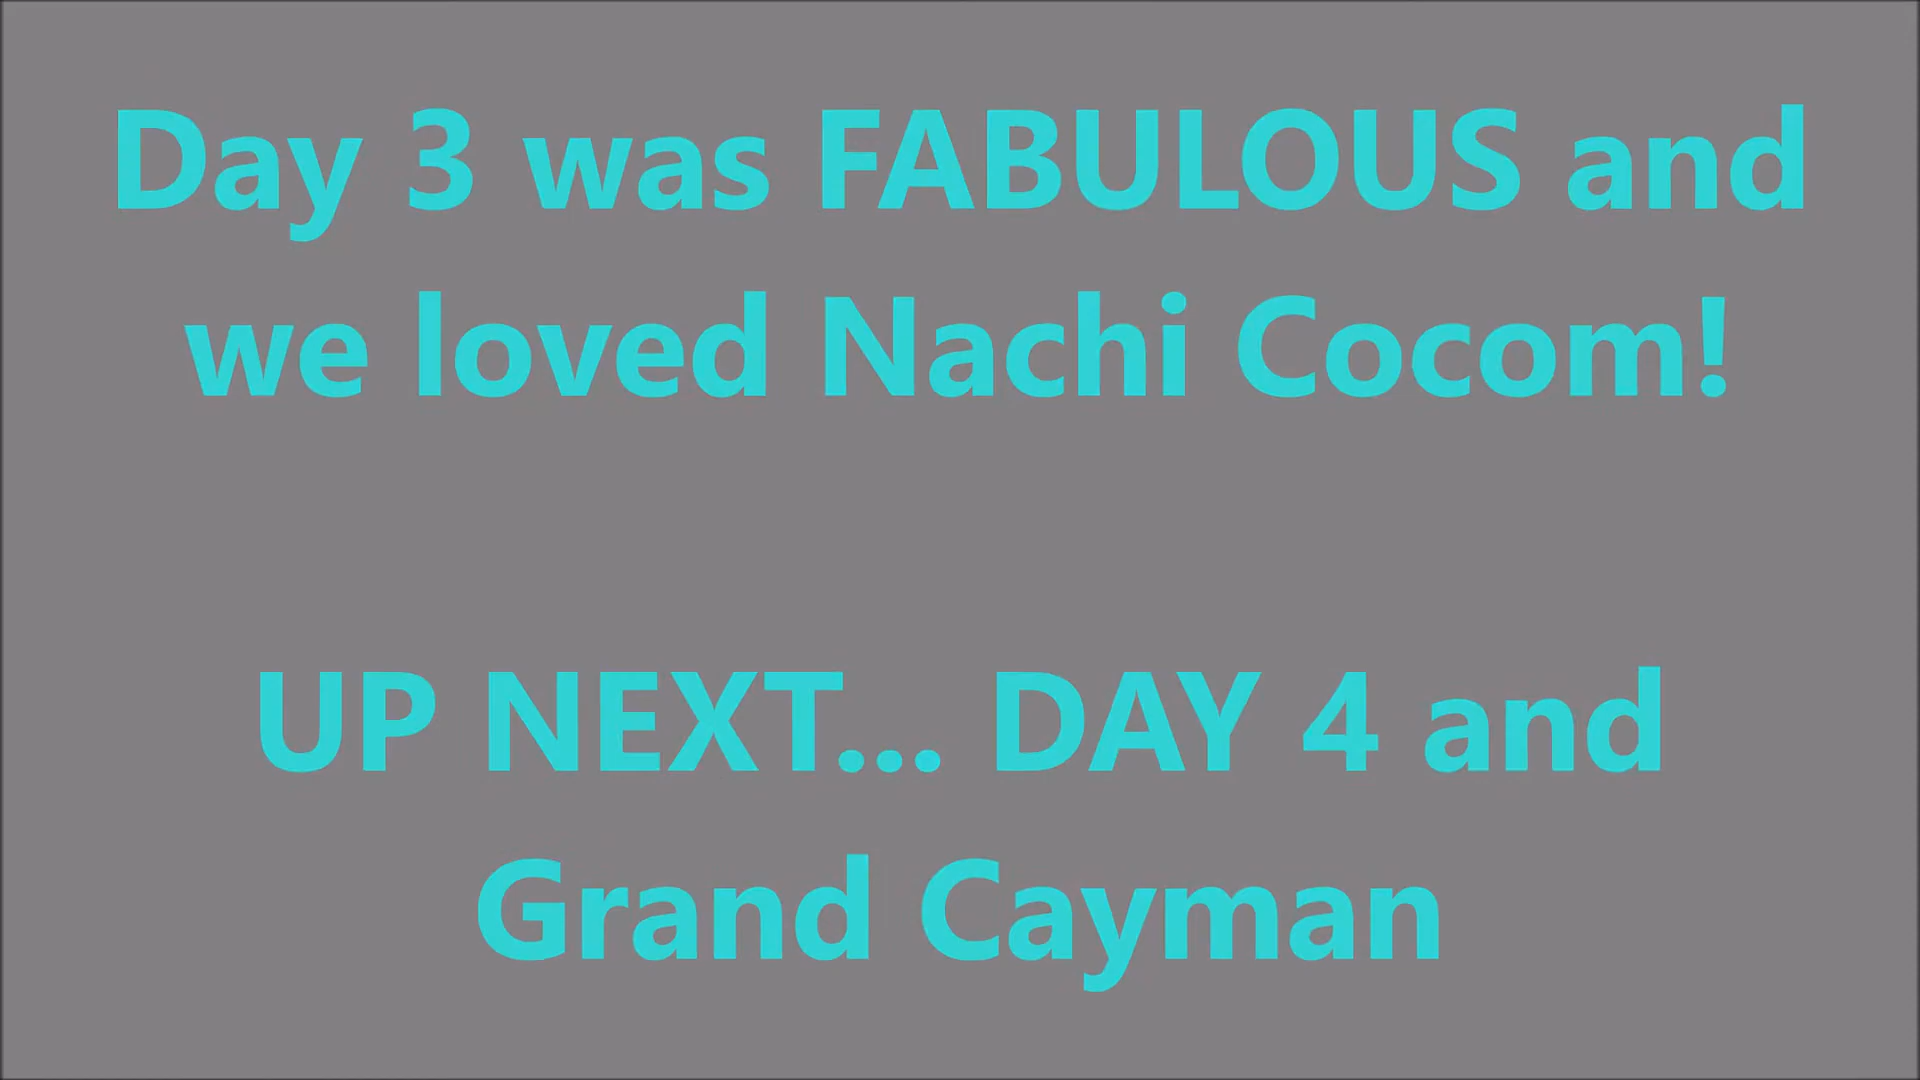 Day 3 was FABULOUS and
we loved Nachi Cocom!
UP NEXT... DAY 4 and
Grand Cayman